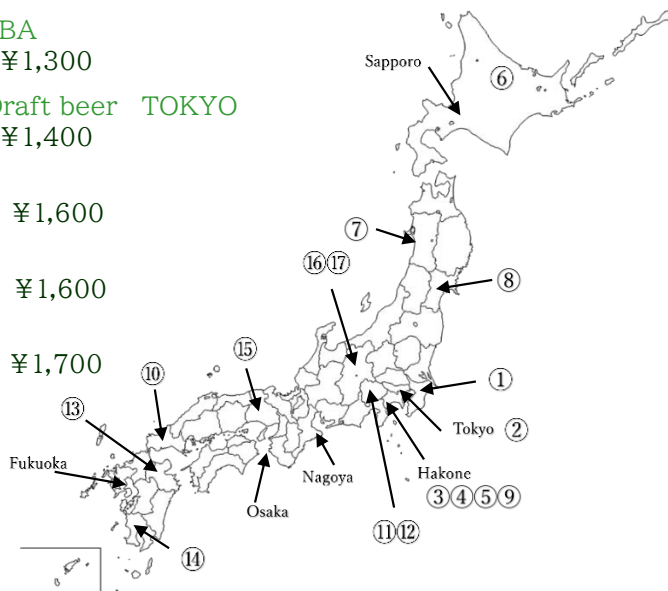 BA
¥1,300
Draft beer TOKYO
¥1,400
¥1,600
¥1,600
¥1,700
Sapporo
⑥
⑦
⑯⑰
⑧
⑮
⑩
①
⑬
Tokyo ②
Fukuoka
Nagoya
Hakone
③④⑤⑨
Osaka
⑪⑫
⑭